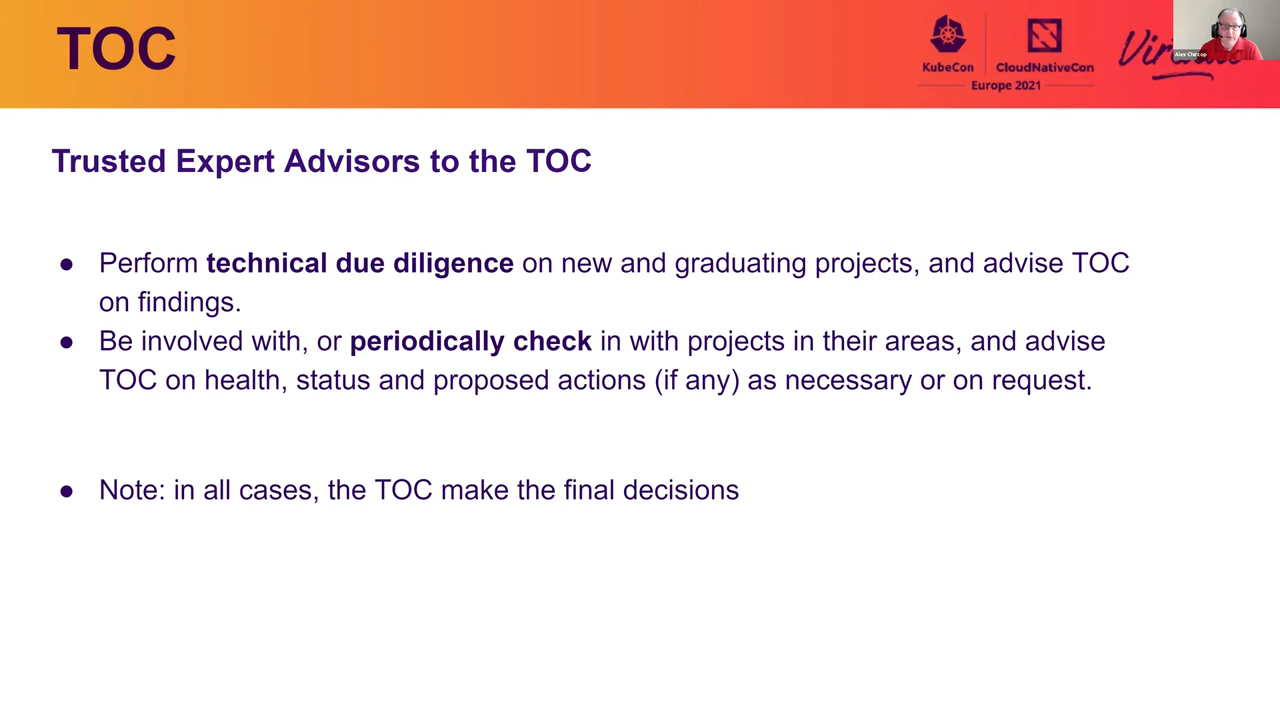 TOC
KubeCon
CloudNativeCon
Europe 2021
Alex Chircop
Trusted Expert Advisors to the TOC
● Perform technical due diligence on new and graduating projects, and advise TOC
on findings.
● Be involved with, or periodically check in with projects in their areas, and advise
TOC on health, status and proposed actions (if any) as necessary or on request.
● Note: in all cases, the TOC make the final decisions